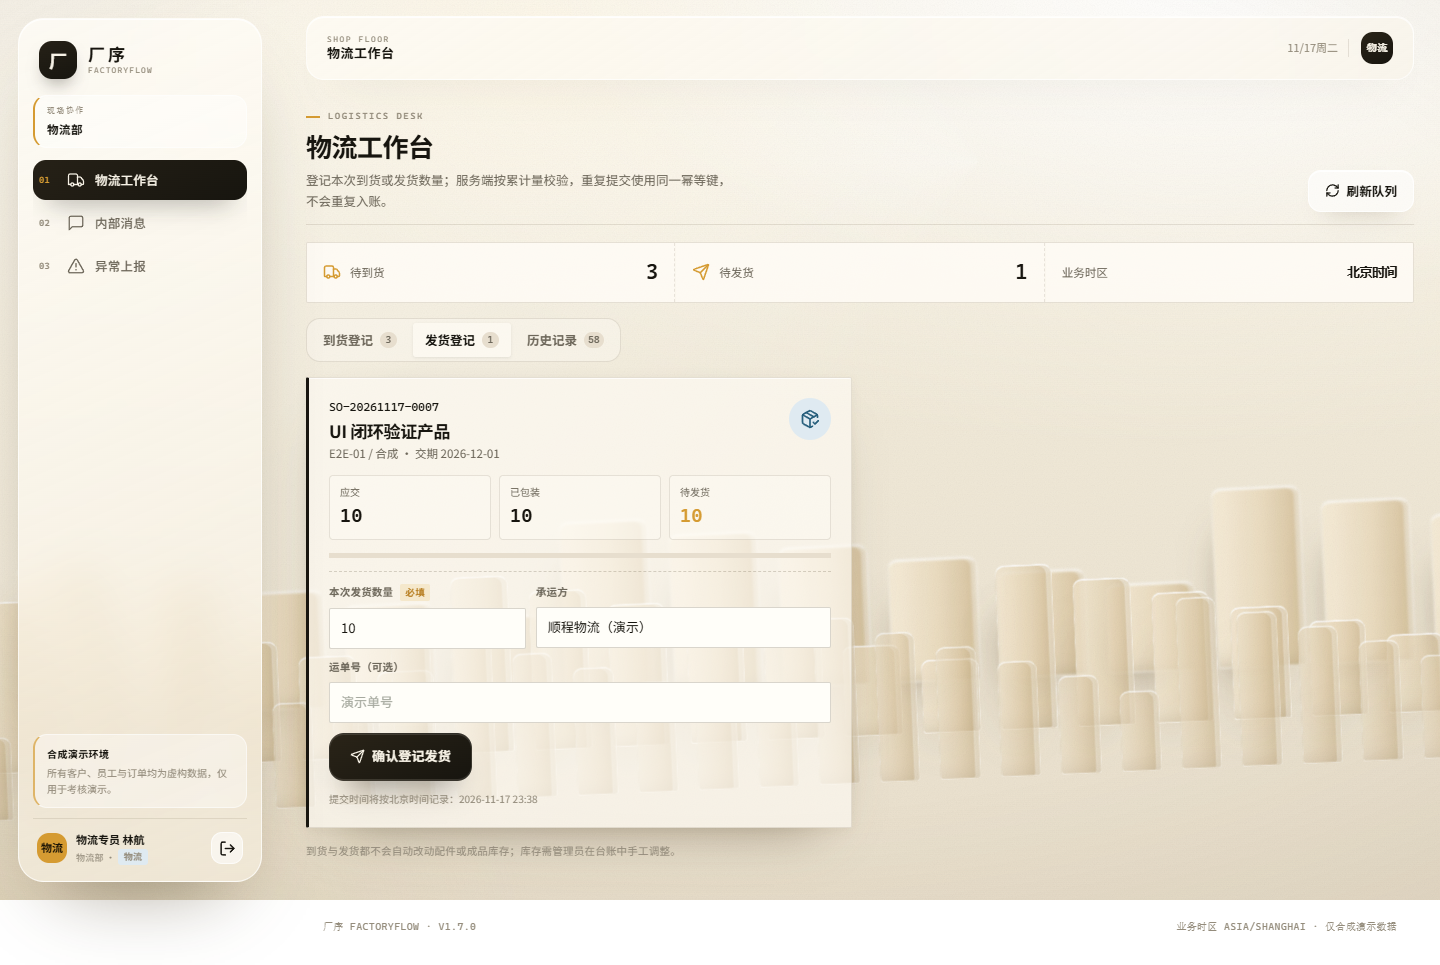 厂
厂序
FACTORYFLOW
现场协作
物流部
01 物流工作台
02 内部消息
03 异常上报
合成演示环境
所有客户、员工与订单均为虚构数据，仅
用于考核演示。
物流
物流专员 林航
物流部 · 物流
SHOP FLOOR
物流工作台
11/17周二
物流
LOGISTICS DESK
物流工作台
登记本次到货或发货数量；服务端按累计量校验，重复提交使用同一幂等键，
不会重复入账。
刷新队列
待到货 3
待发货 1
业务时区 北京时间
到货登记 3
发货登记 1
历史记录 58
SO-20261117-0007
UI 闭环验证产品
E2E-01 / 合成 · 交期 2026-12-01
应交
10
已包装
10
待发货
10
本次发货数量 必填
10
承运方
顺程物流（演示）
运单号（可选）
演示单号
确认登记发货
提交时间将按北京时间记录：2026-11-17 23:38
到货与发货都不会自动改动配件或成品库存；库存需管理员在台账中手工调整。
厂序 FACTORYFLOW · V1.7.0
业务时区 ASIA/SHANGHAI · 仅合成演示数据